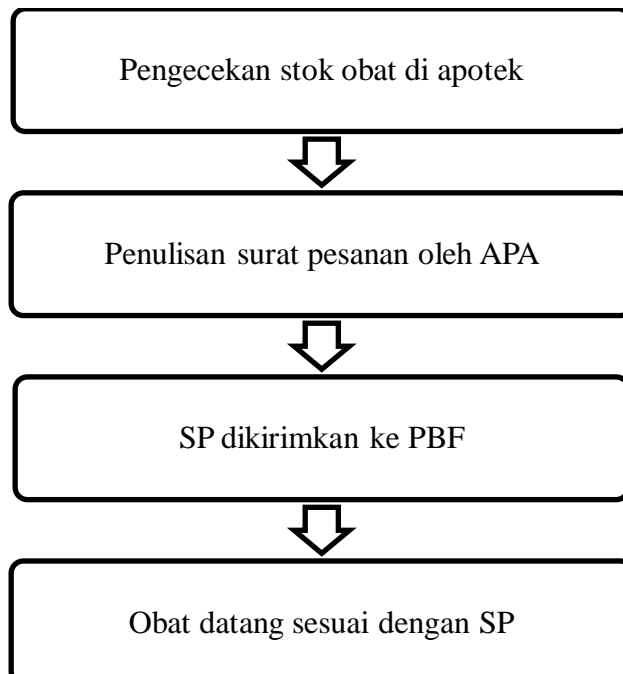 Pengecekan stok obat di apotek
Penulisan surat pesanan oleh APA
SP dikirimkan ke PBF
Obat datang sesuai dengan SP